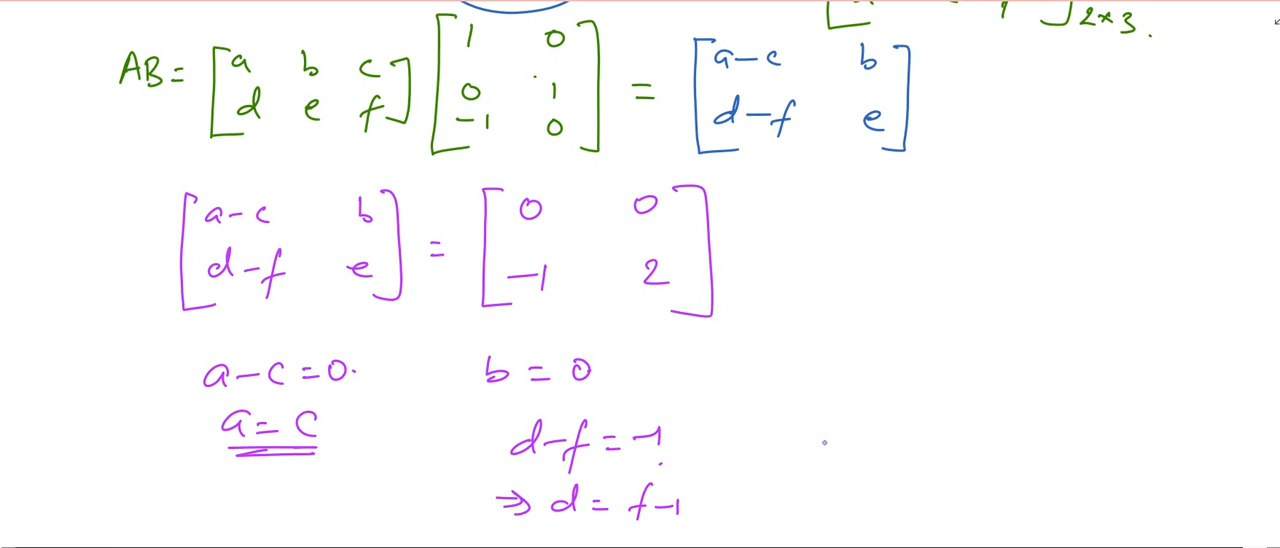 ]2×3.
AB = [a b c; d e f] [1 0; 0 1; -1 0] = [a-c b; d-f e]
[a-c b; d-f e] = [0 0; -1 2]
a-c=0. b = 0
a = c
d-f = -1
⇒ d = f-1